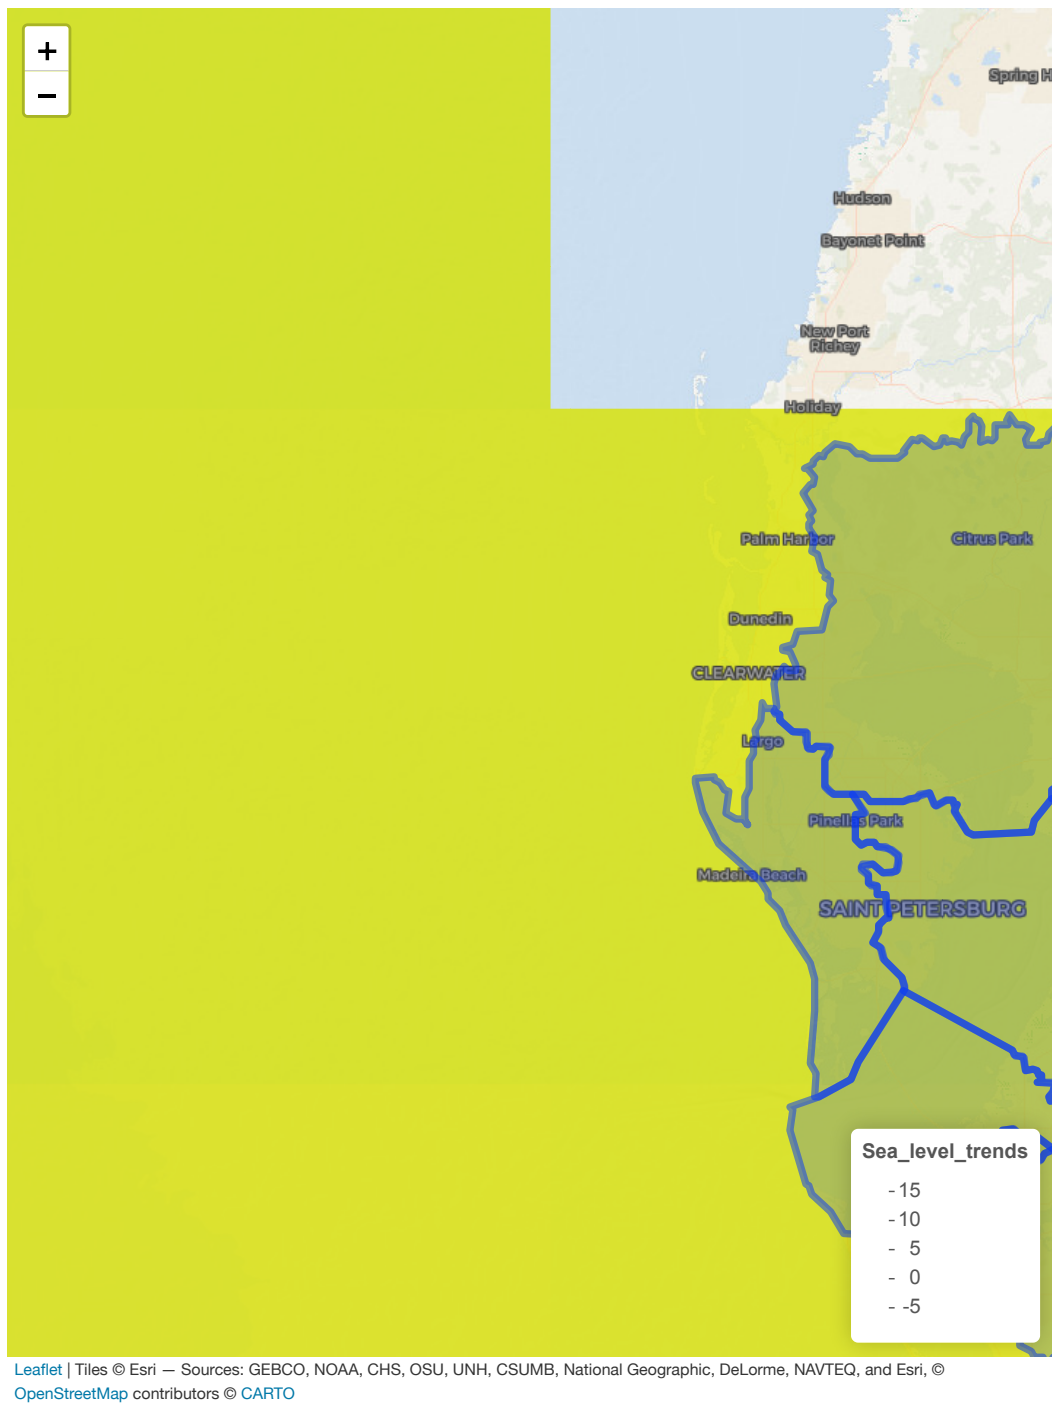 +
−
Spring H
Hudson
Bayonet Point
New Port
Richey
Holiday
Palm Harbor
Citrus Park
Dunedin
CLEARWATER
Largo
Pinellas Park
Madeira Beach
SAINT PETERSBURG
Sea_level_trends
- 15
- 10
- 5
- 0
- -5
Leaflet | Tiles © Esri — Sources: GEBCO, NOAA, CHS, OSU, UNH, CSUMB, National Geographic, DeLorme, NAVTEQ, and Esri, ©
OpenStreetMap contributors © CARTO